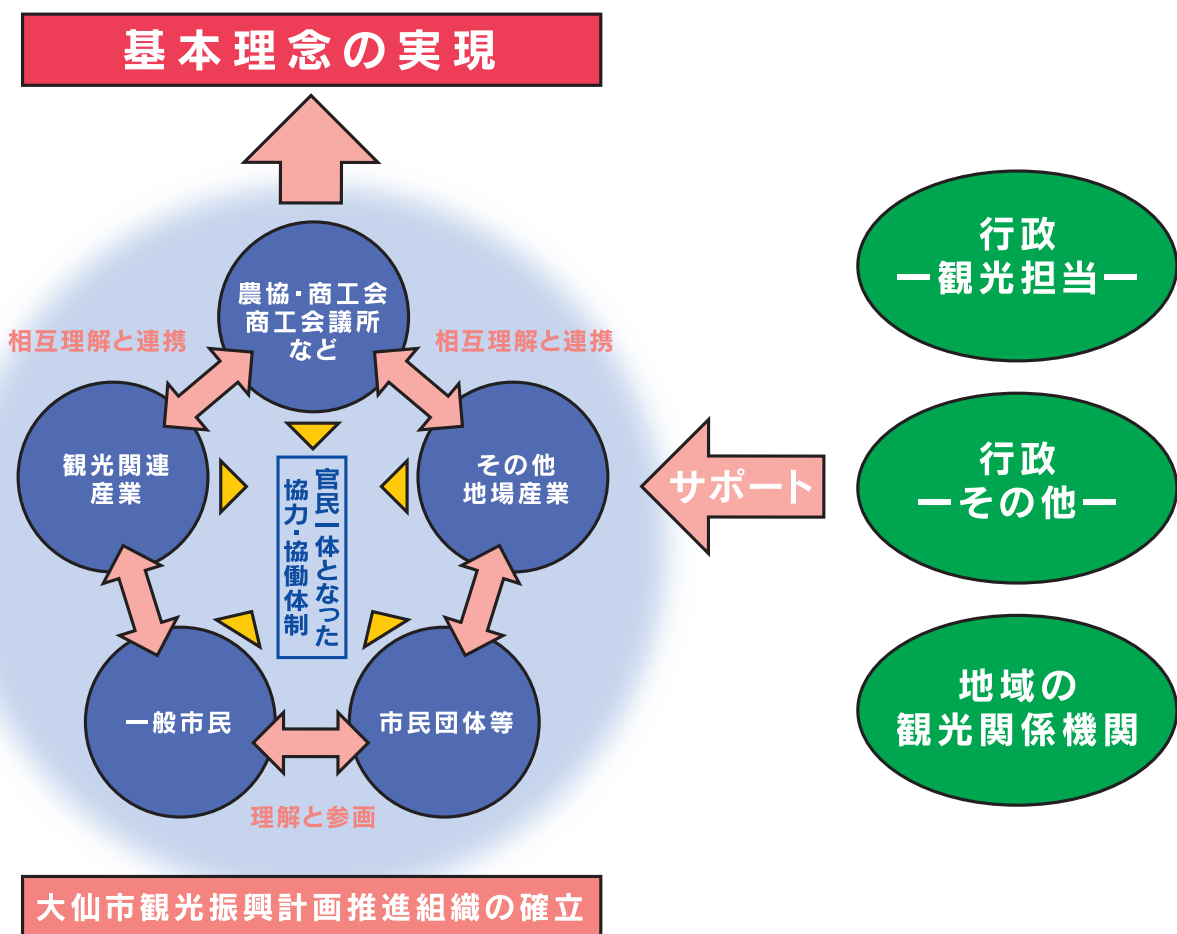 基本理念の実現
農協・商工会
商工会議所
など
相互理解と連携
相互理解と連携
観光関連
産業
その他
地場産業
官民一体となった
協力・協働体制
一般市民
市民団体等
理解と参画
大仙市観光振興計画推進組織の確立
サポート
行政
ー観光担当ー
行政
ーその他ー
地域の
観光関係機関